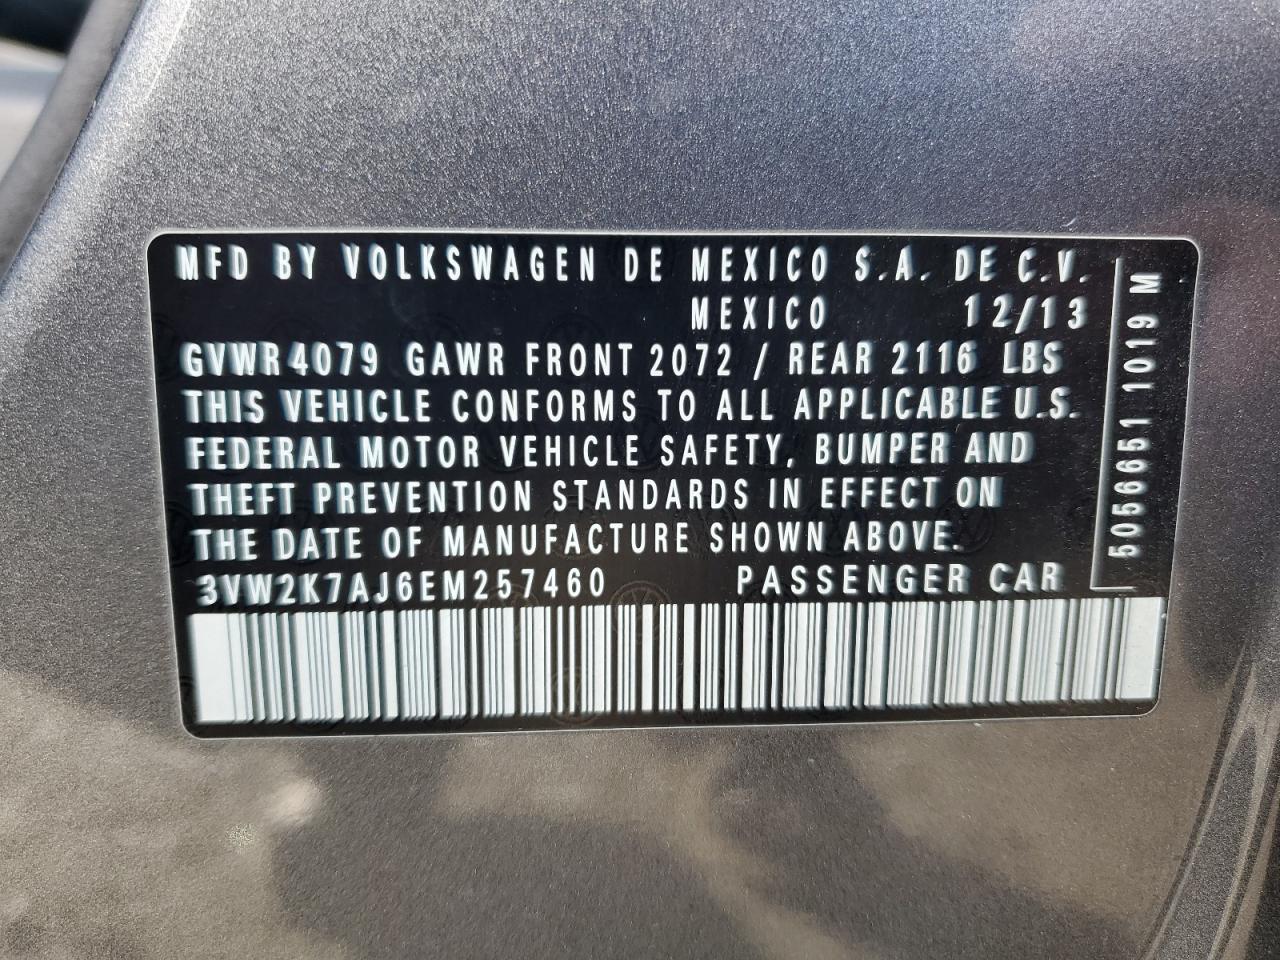 MFD BY VOLKSWAGEN DE MEXICO S.A. DE C.V.
MEXICO 12/13
GVWR 4079 GAWR FRONT 2072 / REAR 2116 LBS
THIS VEHICLE CONFORMS TO ALL APPLICABLE U.S.
FEDERAL MOTOR VEHICLE SAFETY, BUMPER AND
THEFT PREVENTION STANDARDS IN EFFECT ON
THE DATE OF MANUFACTURE SHOWN ABOVE.
3VW2K7AJ6EM257460 PASSENGER CAR
5056651 1019 M